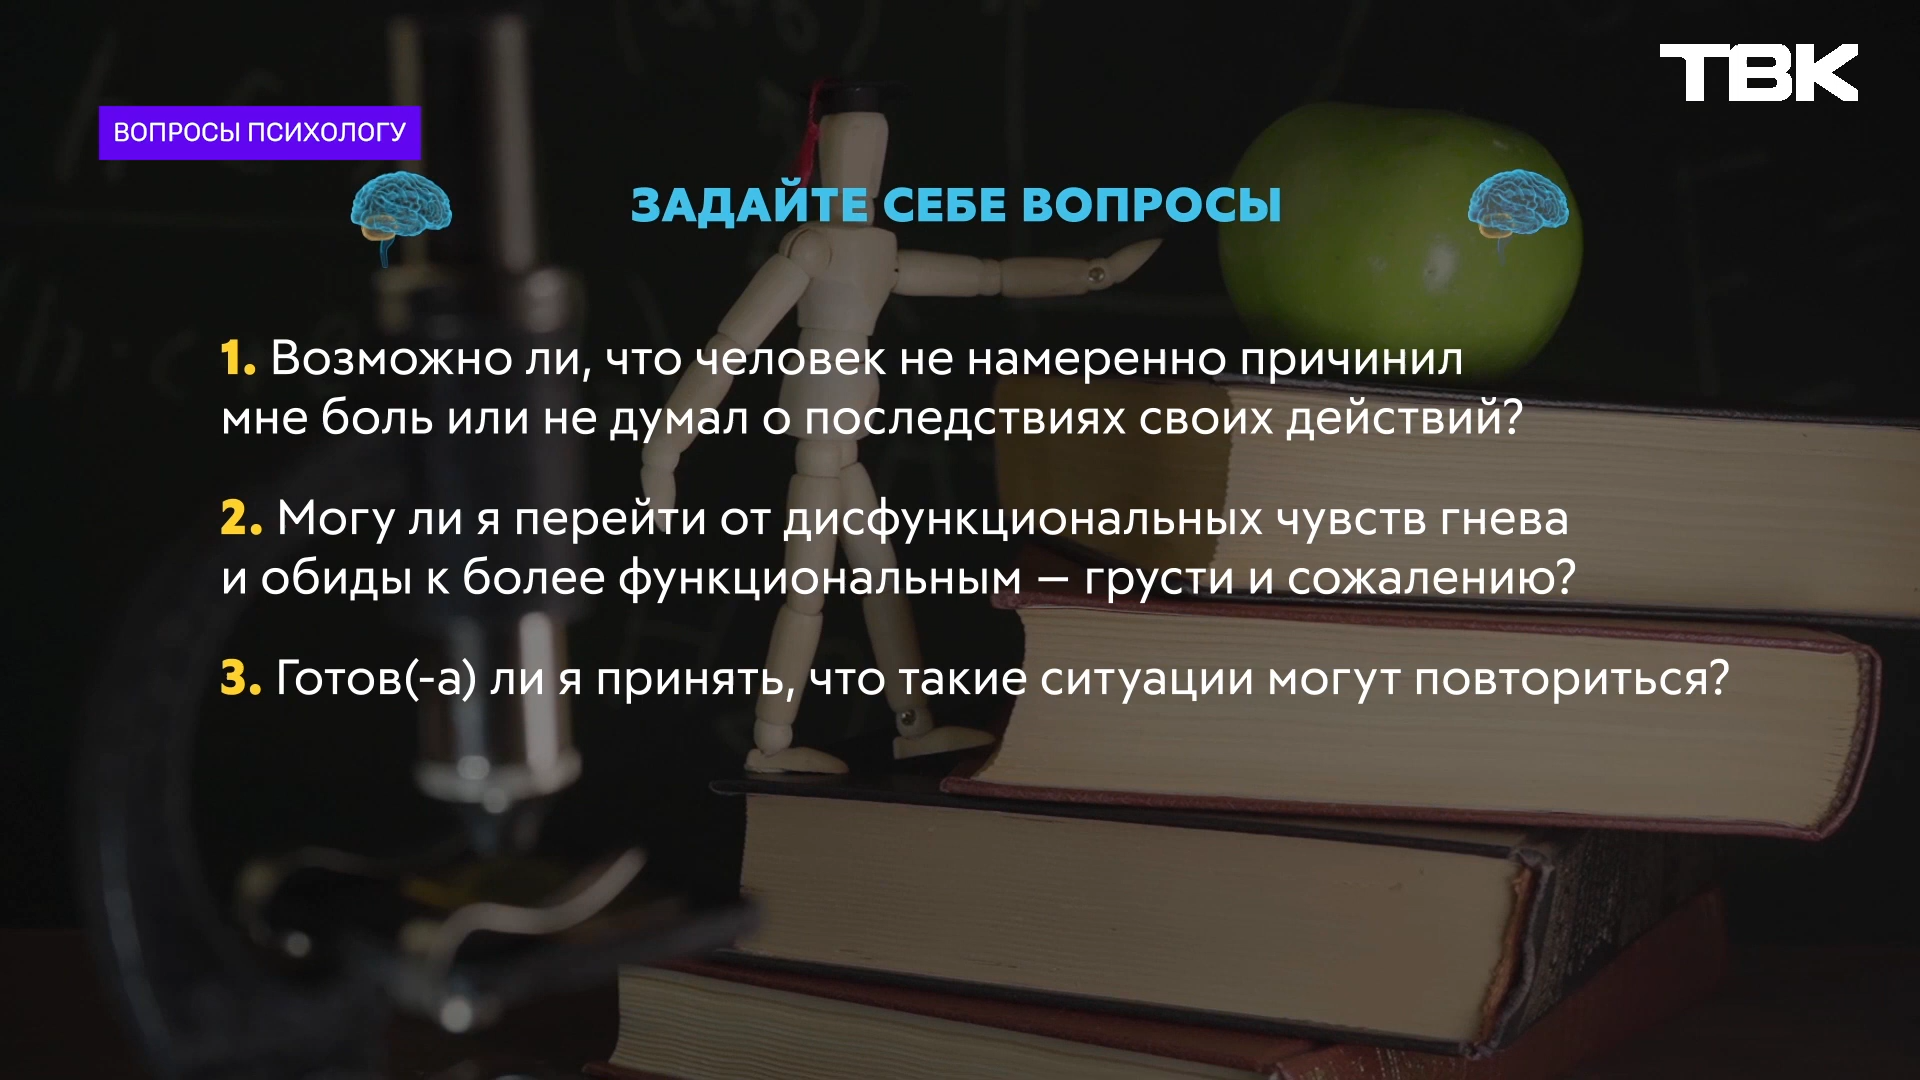 ТВК
ВОПРОСЫ ПСИХОЛОГУ
ЗАДАЙТЕ СЕБЕ ВОПРОСЫ
1. Возможно ли, что человек не намеренно причинил
мне боль или не думал о последствиях своих действий?
2. Могу ли я перейти от дисфункциональных чувств гнева
и обиды к более функциональным — грусти и сожалению?
3. Готов(-а) ли я принять, что такие ситуации могут повториться?